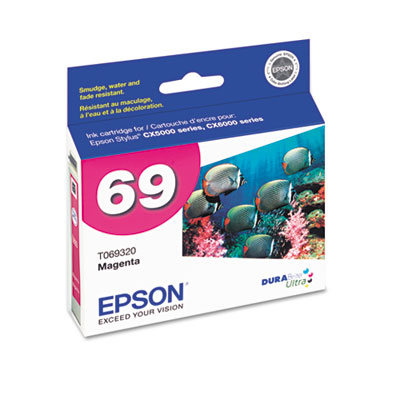 Smudge, water and
fade resistant.
Résistant au maculage,
à l'eau et à la décoloration.
EPSON
Ink cartridge for / Cartouche d'encre pour:
Epson Stylus® CX5000 series, CX6000 series
69
T069320
Magenta
EPSON®
EXCEED YOUR VISION
DURABrite
Ultra